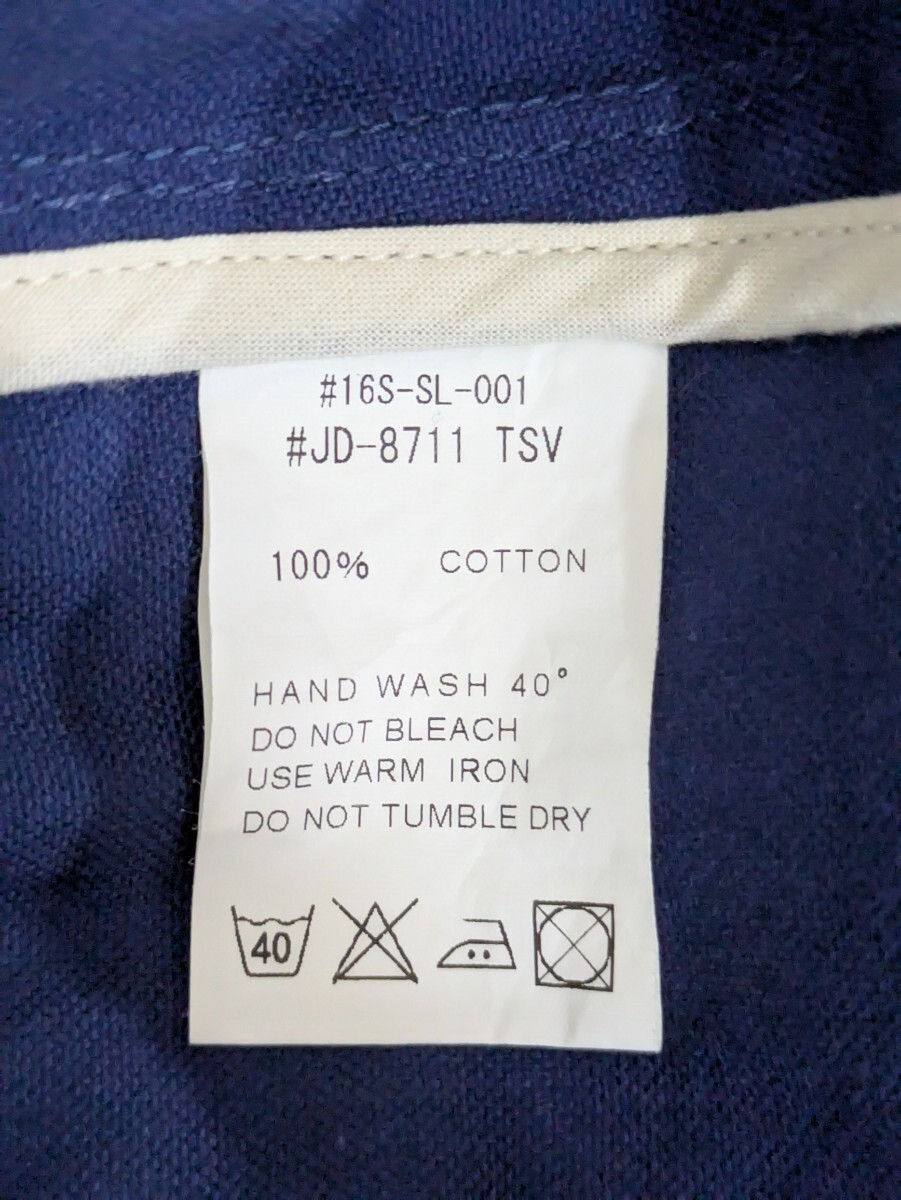 #16S-SL-001
#JD-8711 TSV
100% COTTON
HAND WASH 40°
DO NOT BLEACH
USE WARM IRON
DO NOT TUMBLE DRY
40